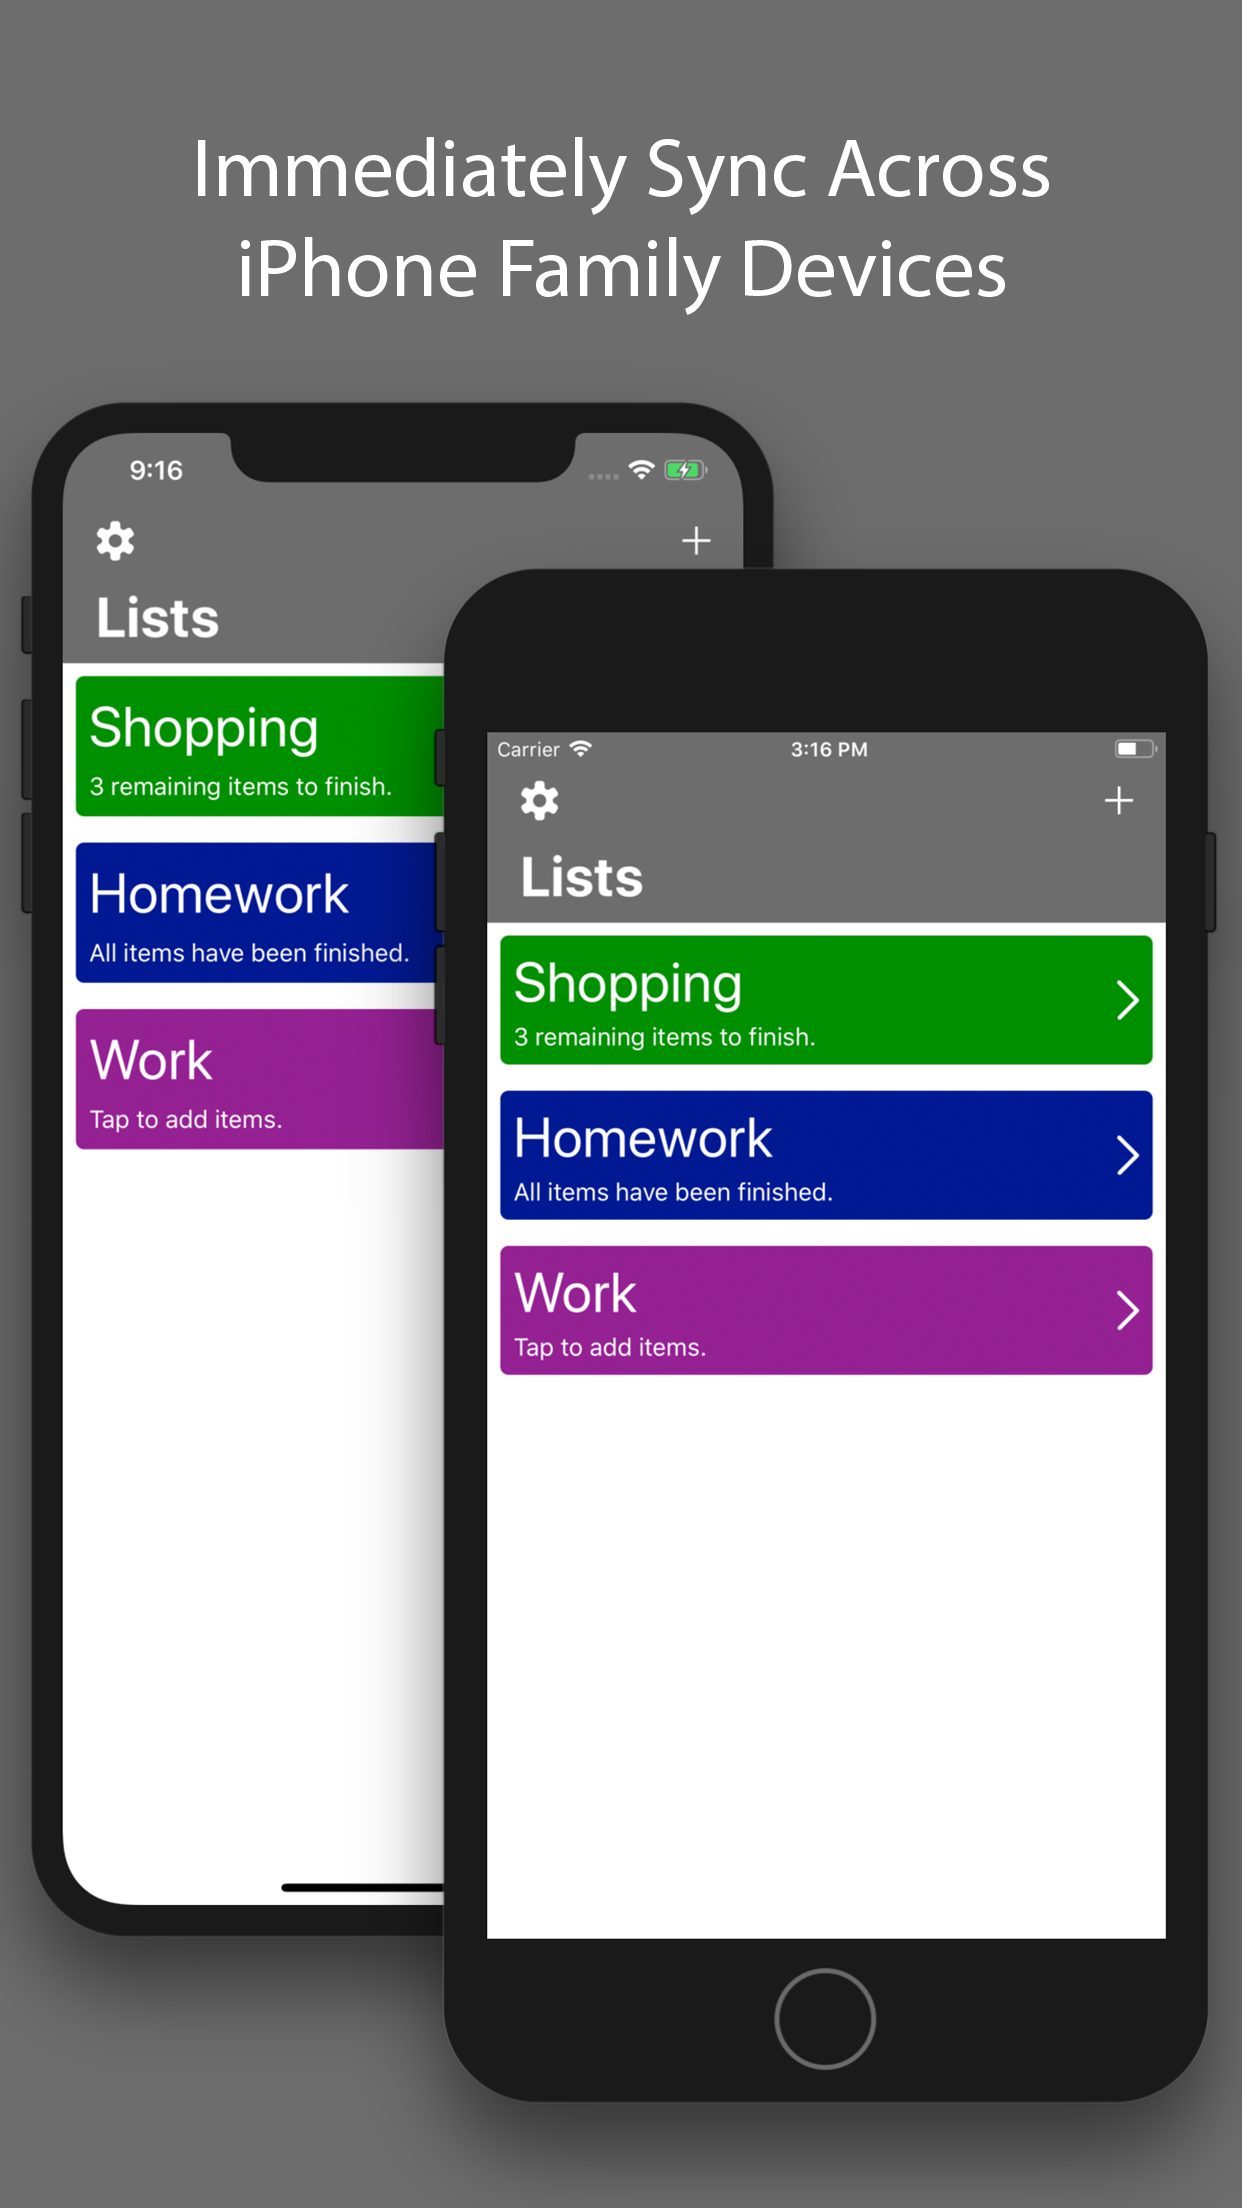 Immediately Sync Across
iPhone Family Devices
9:16
Lists
Shopping
3 remaining items to finish.
Homework
All items have been finished.
Work
Tap to add items.
Carrier 3:16 PM
Lists
Shopping
3 remaining items to finish.
Homework
All items have been finished.
Work
Tap to add items.